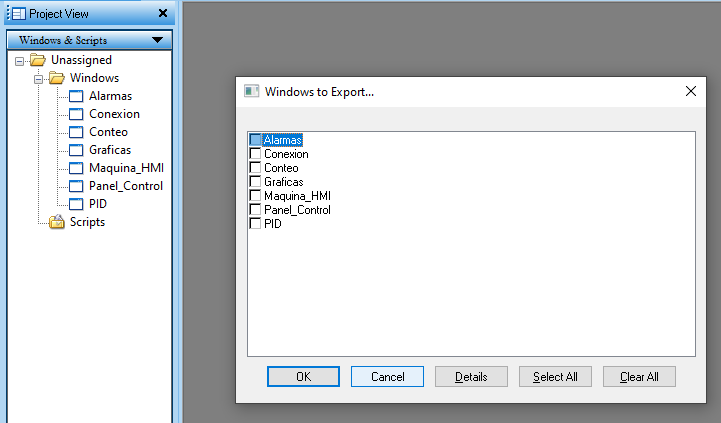 Project View
Windows & Scripts
Unassigned
Windows
Alarmas
Conexion
Conteo
Graficas
Maquina_HMI
Panel_Control
PID
Scripts
Windows to Export...
Alarmas
Conexion
Conteo
Graficas
Maquina_HMI
Panel_Control
PID
OK Cancel Details Select All Clear All